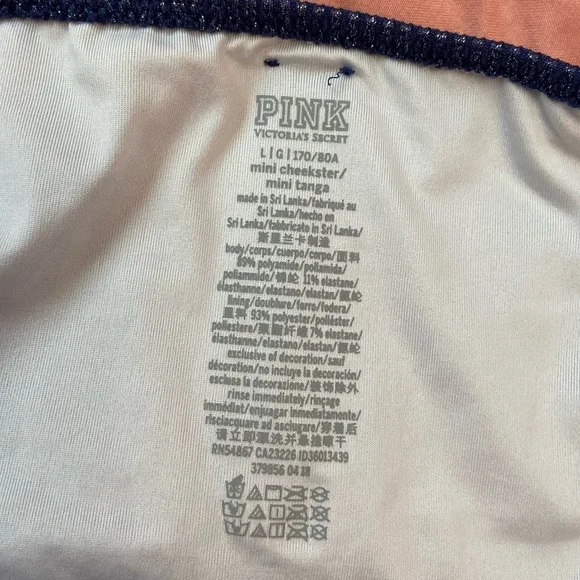 PINK
VICTORIA'S SECRET
L | G | 170/80A
mini cheekster/
mini tanga
made in Sri Lanka/fabriqué au
Sri Lanka/hecho en
Sri Lanka/fabbricato in Sri Lanka/
斯里兰卡制造
body/corps/cuerpo/corpo/面料
89% polyamide/poliamida/
poliammide/锦纶 11% elastane/
élasthanne/elastano/elastan/氨纶
lining/doublure/forro/fodera/
里料 93% polyester/poliéster/
poliestere/聚酯纤维 7% elastane/
élasthanne/elastano/elastan/氨纶
exclusive of decoration/sauf
décoration/no incluye la decoración/
esclusa la decorazione/装饰除外
rinse immediately/rinçage
immédiat/enjuagar inmediatamente/
risciacquare ad asciugare/穿着后
请立即漂洗并悬挂晾干
RN54867 CA23226 ID36013439
379856 04 18